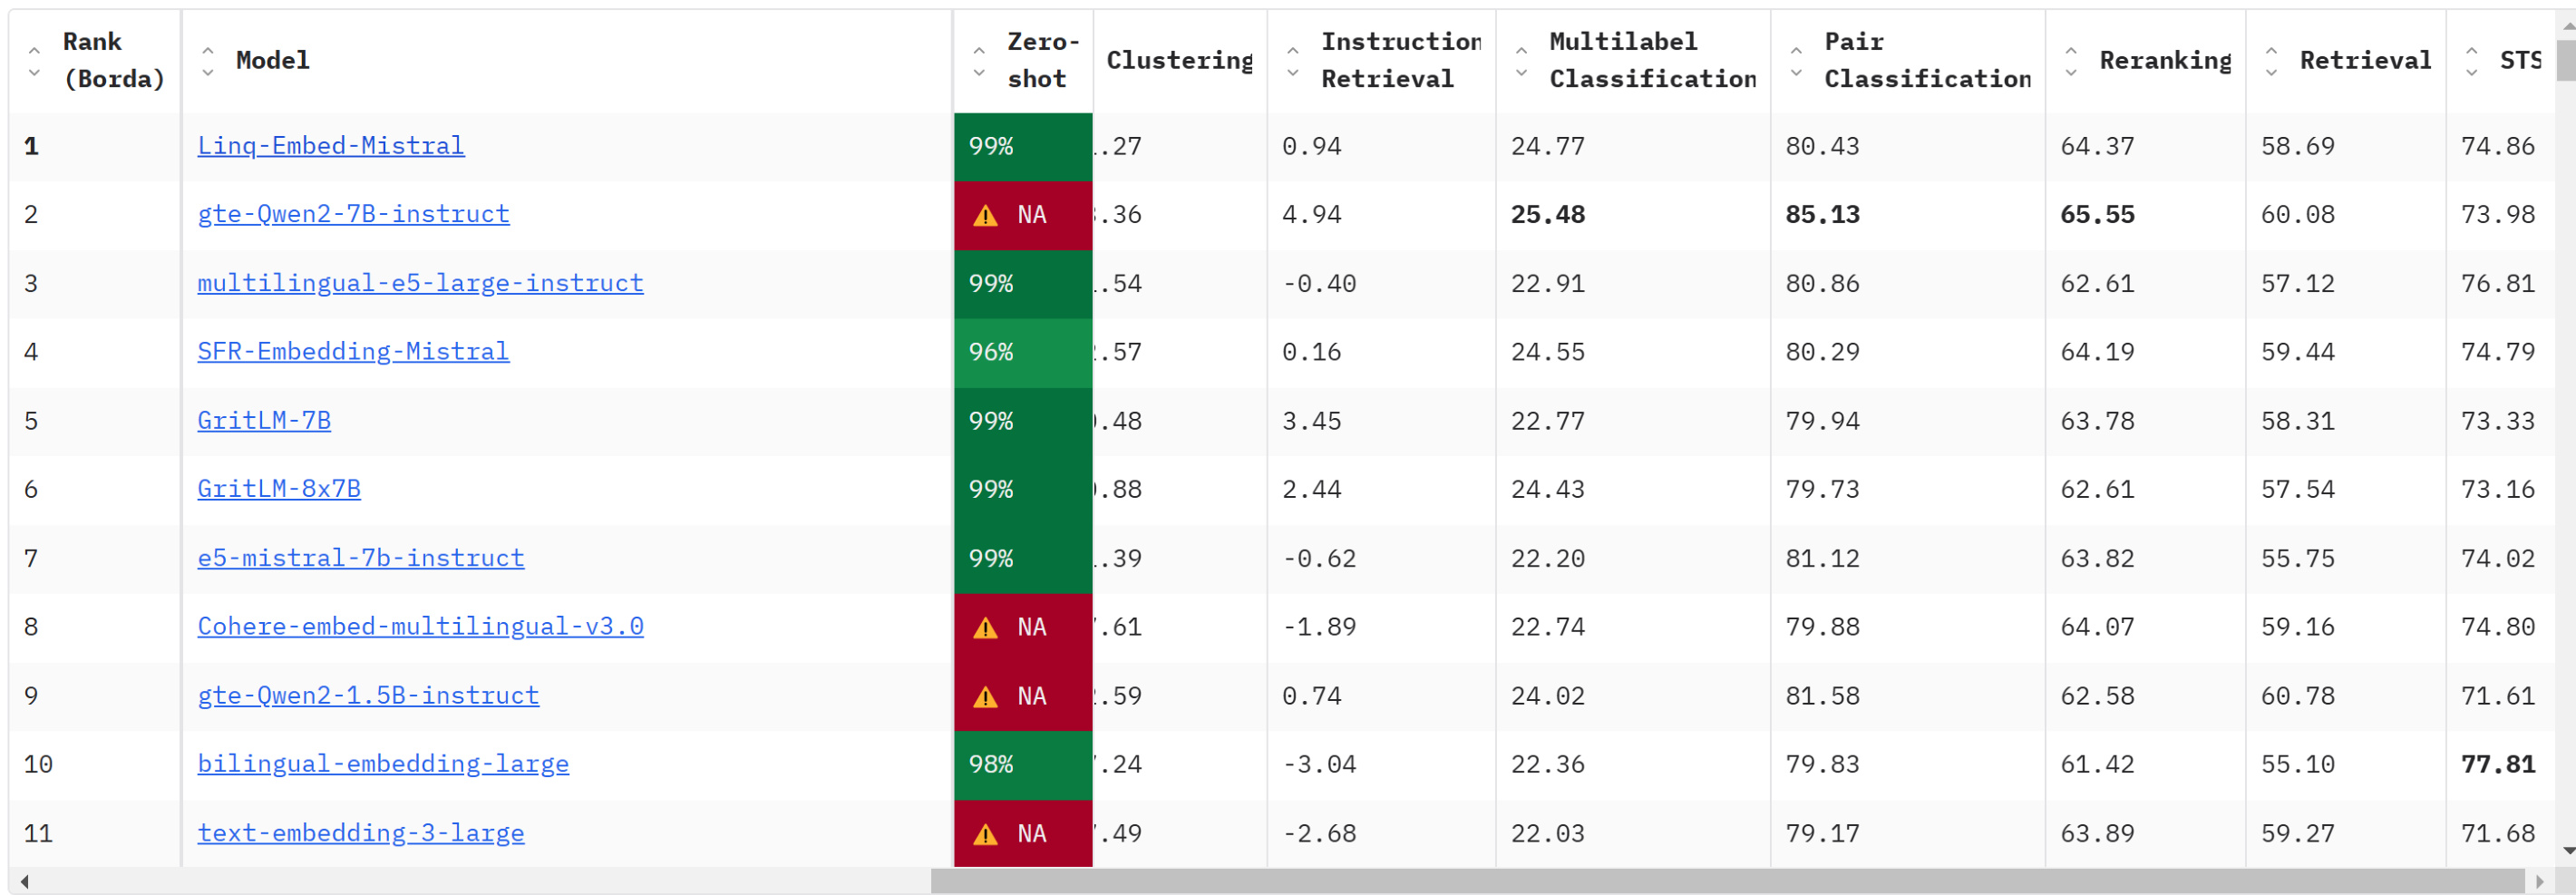 Rank (Borda) Model Zero-shot Clustering Instruction Retrieval Multilabel Classification Pair Classification Reranking Retrieval STS
1 Linq-Embed-Mistral 99% .27 0.94 24.77 80.43 64.37 58.69 74.86
2 gte-Qwen2-7B-instruct ⚠ NA .36 4.94 25.48 85.13 65.55 60.08 73.98
3 multilingual-e5-large-instruct 99% .54 -0.40 22.91 80.86 62.61 57.12 76.81
4 SFR-Embedding-Mistral 96% .57 0.16 24.55 80.29 64.19 59.44 74.79
5 GritLM-7B 99% .48 3.45 22.77 79.94 63.78 58.31 73.33
6 GritLM-8x7B 99% .88 2.44 24.43 79.73 62.61 57.54 73.16
7 e5-mistral-7b-instruct 99% .39 -0.62 22.20 81.12 63.82 55.75 74.02
8 Cohere-embed-multilingual-v3.0 ⚠ NA .61 -1.89 22.74 79.88 64.07 59.16 74.80
9 gte-Qwen2-1.5B-instruct ⚠ NA .59 0.74 24.02 81.58 62.58 60.78 71.61
10 bilingual-embedding-large 98% .24 -3.04 22.36 79.83 61.42 55.10 77.81
11 text-embedding-3-large ⚠ NA .49 -2.68 22.03 79.17 63.89 59.27 71.68